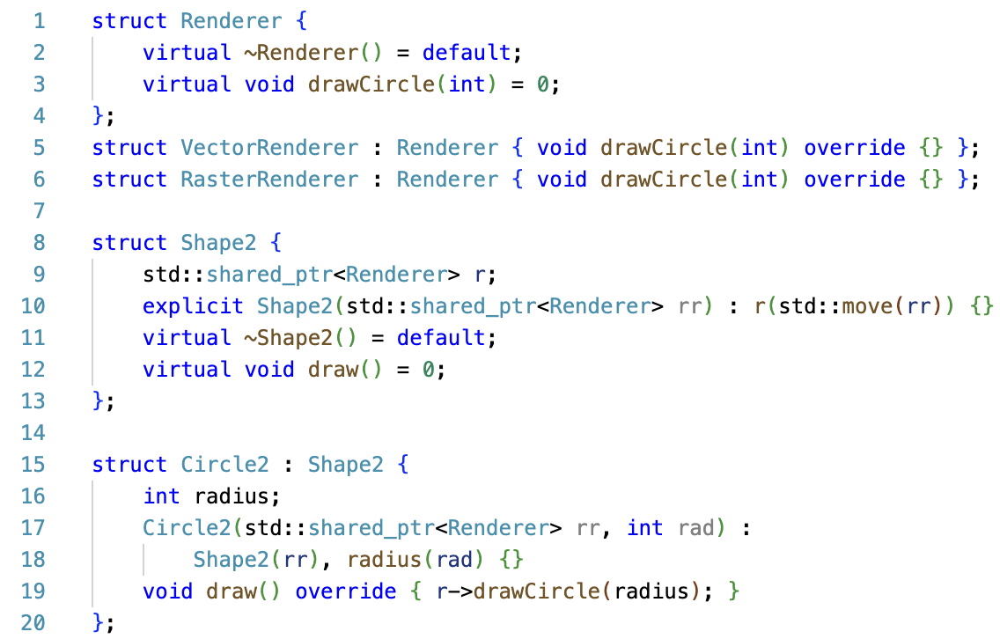 1 struct Renderer {
2     virtual ~Renderer() = default;
3     virtual void drawCircle(int) = 0;
4 };
5 struct VectorRenderer : Renderer { void drawCircle(int) override {} };
6 struct RasterRenderer : Renderer { void drawCircle(int) override {} };
7
8 struct Shape2 {
9     std::shared_ptr<Renderer> r;
10     explicit Shape2(std::shared_ptr<Renderer> rr) : r(std::move(rr)) {}
11     virtual ~Shape2() = default;
12     virtual void draw() = 0;
13 };
14
15 struct Circle2 : Shape2 {
16     int radius;
17     Circle2(std::shared_ptr<Renderer> rr, int rad) :
18         Shape2(rr), radius(rad) {}
19     void draw() override { r->drawCircle(radius); }
20 };